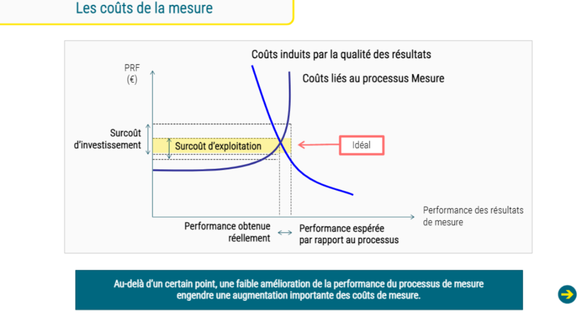 Les coûts de la mesure
Coûts induits par la qualité des résultats
PRF
(€)
Coûts liés au processus Mesure
Surcoût
d'investissement
Surcoût d'exploitation
Idéal
Performance des résultats
de mesure
Performance obtenue
réellement
Performance espérée
par rapport au processus
Au-delà d'un certain point, une faible amélioration de la performance du processus de mesure
engendre une augmentation importante des coûts de mesure.